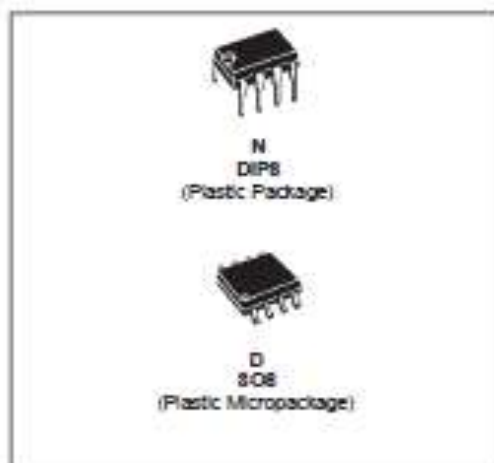 N
DIP8
(Plastic Package)
D
SO8
(Plastic Micropackage)